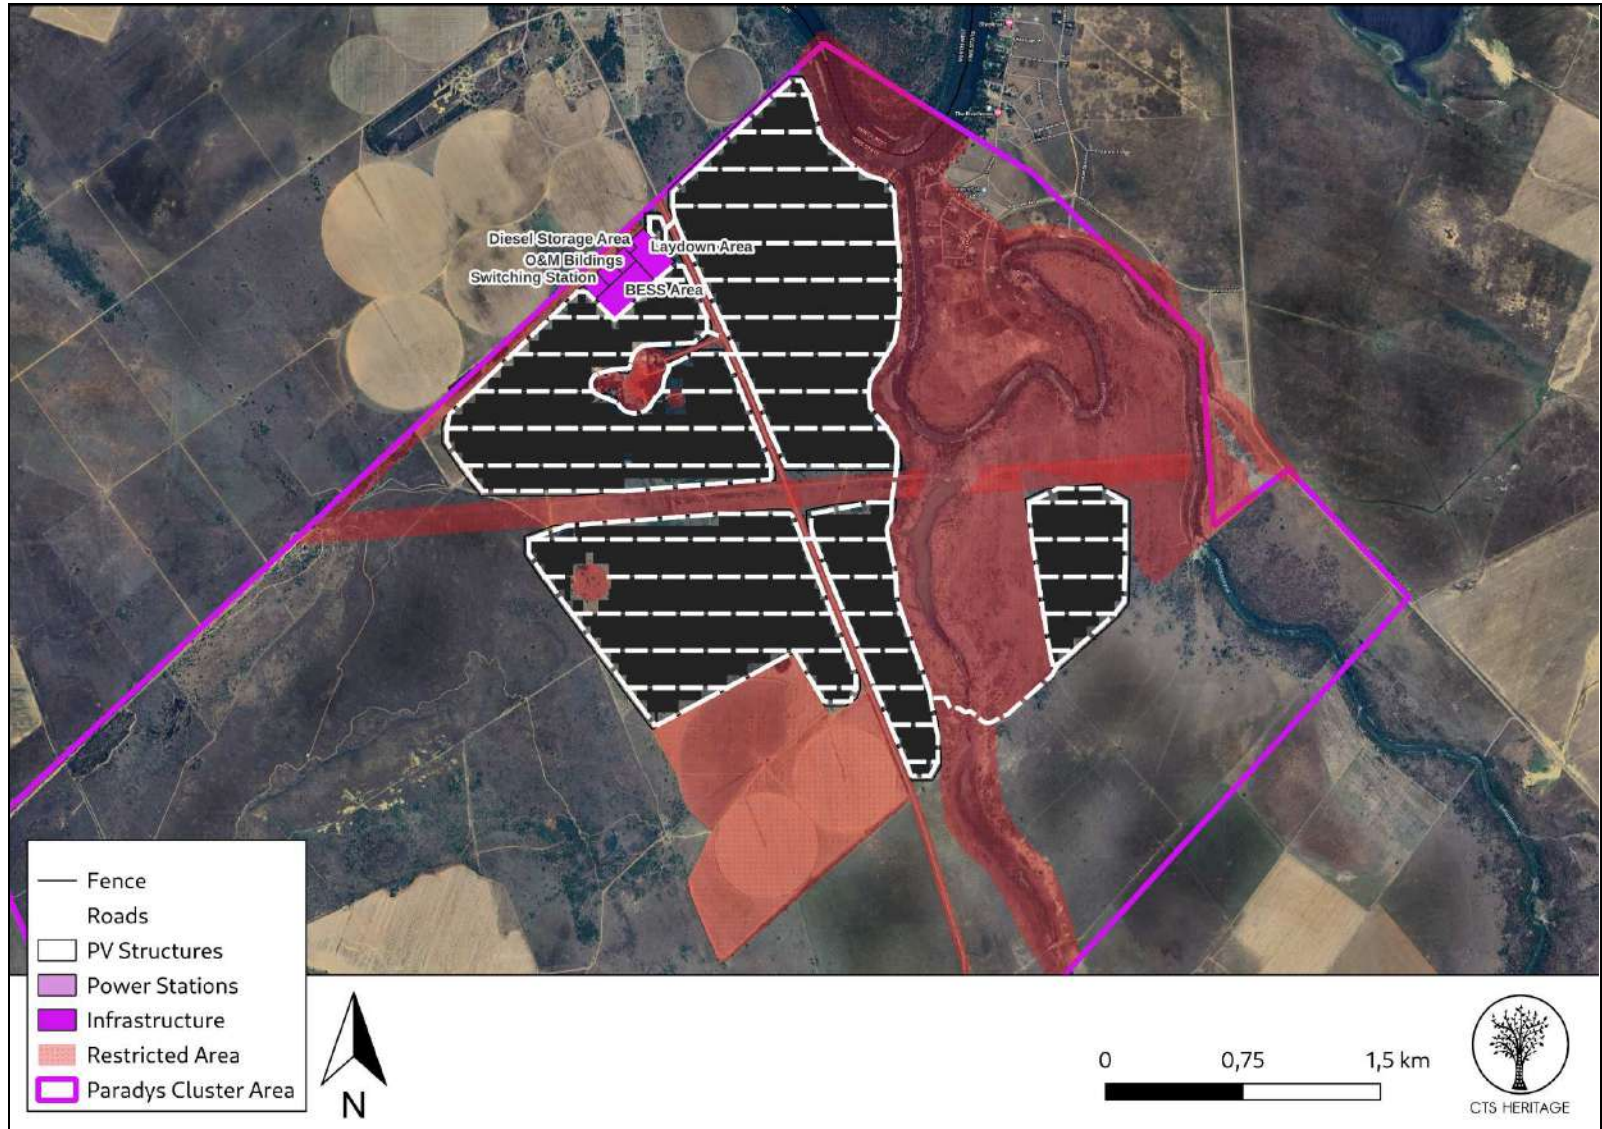 Diesel Storage Area
Laydown Area
O&M Bildings
Switching Station
BESS Area
Fence
Roads
PV Structures
Power Stations
Infrastructure
Restricted Area
Paradys Cluster Area
N
0 0,75 1,5 km
CTS HERITAGE